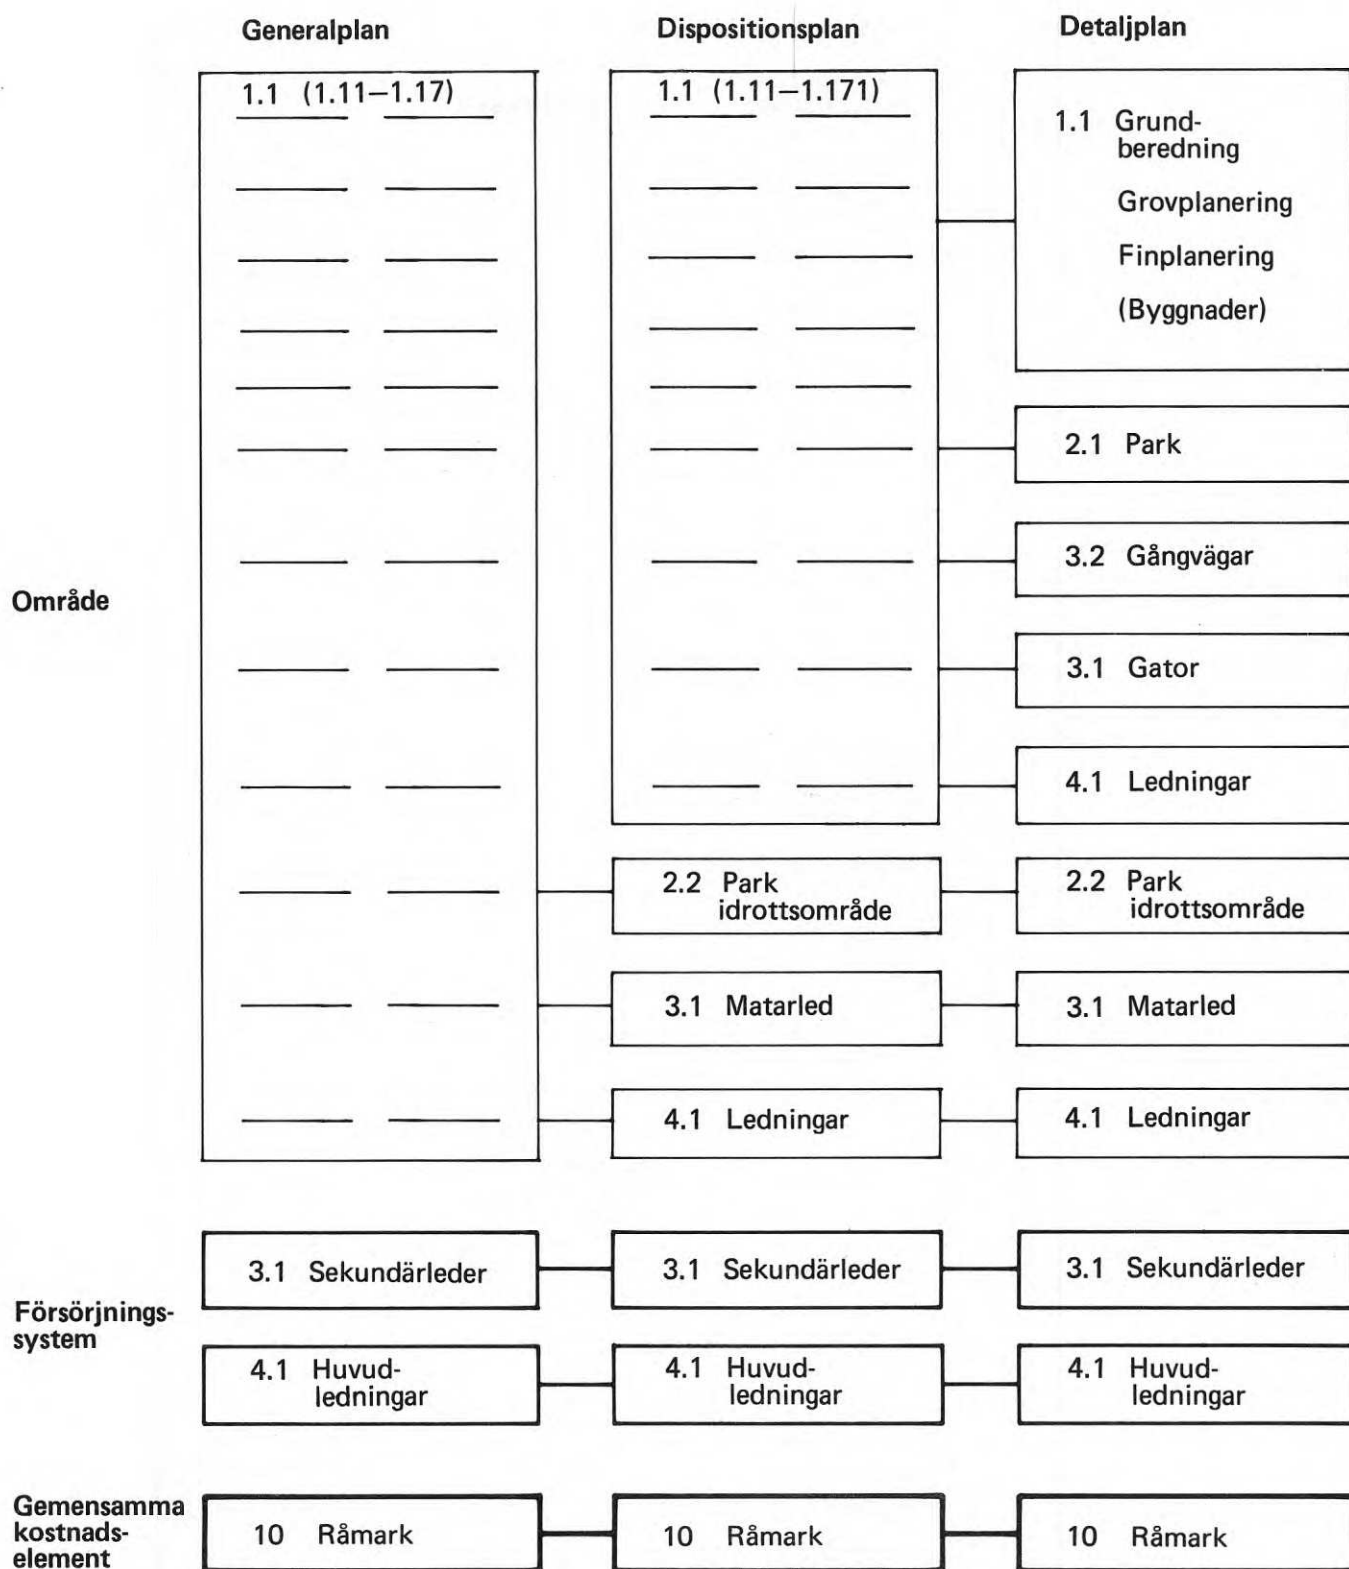 Generalplan
Dispositionsplan
Detaljplan
1.1 (1.11–1.17)
1.1 (1.11–1.171)
1.1 Grund-
beredning
Grovplanering
Finplanering
(Byggnader)
2.1 Park
3.2 Gångvägar
Område
3.1 Gator
4.1 Ledningar
2.2 Park
idrottsområde
2.2 Park
idrottsområde
3.1 Matarled
3.1 Matarled
4.1 Ledningar
4.1 Ledningar
Försörjnings-
system
3.1 Sekundärleder
3.1 Sekundärleder
3.1 Sekundärleder
4.1 Huvud-
ledningar
4.1 Huvud-
ledningar
4.1 Huvud-
ledningar
Gemensamma
kostnads-
element
10 Råmark
10 Råmark
10 Råmark